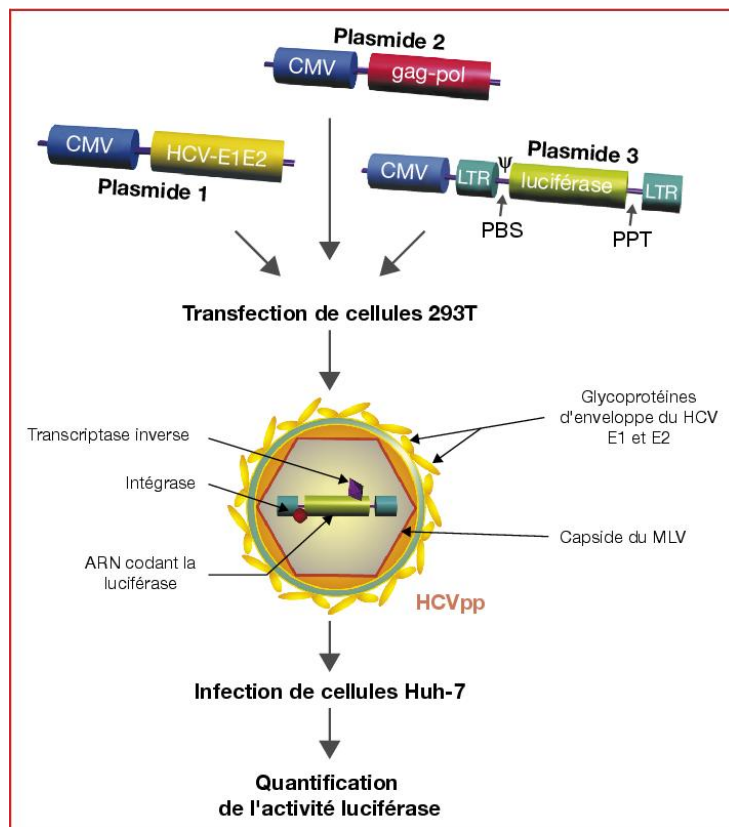 Plasmide 2
CMV
gag-pol
CMV
HCV-E1E2
Plasmide 1
Plasmide 3
CMV
LTR
Ψ
luciférase
LTR
PBS
PPT
Transfection de cellules 293T
Transcriptase inverse
Intégrase
ARN codant la
luciférase
Glycoprotéines
d'enveloppe du HCV
E1 et E2
Capside du MLV
HCVpp
Infection de cellules Huh-7
Quantification
de l'activité luciférase